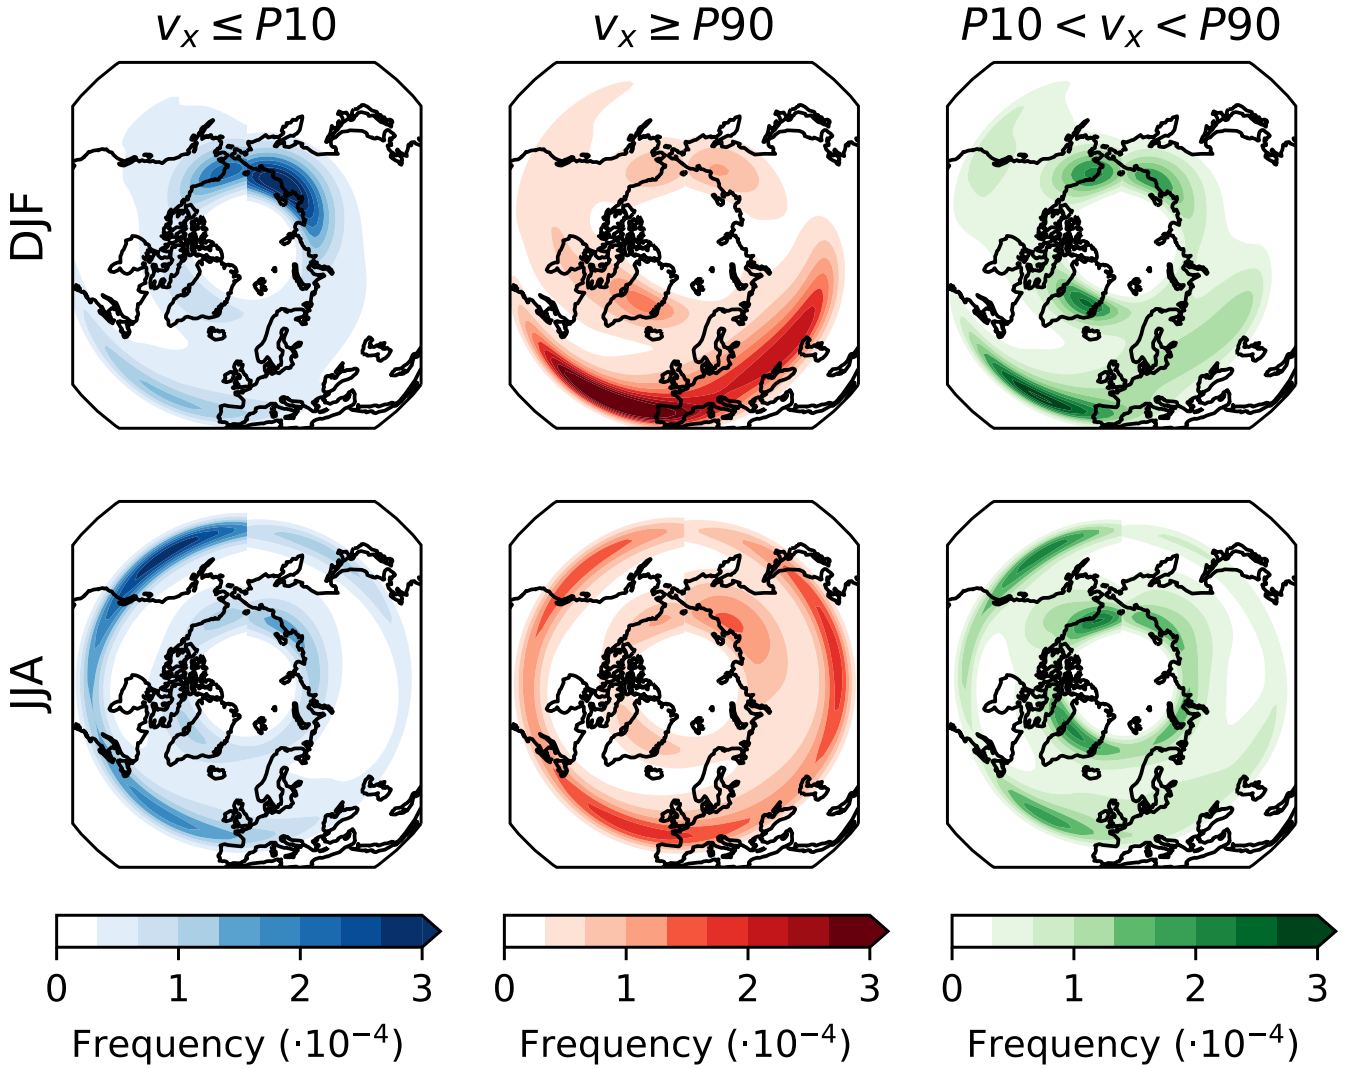 v_x ≤ P10
v_x ≥ P90
P10 < v_x < P90
DJF
JJA
0 1 2 3
0 1 2 3
0 1 2 3
Frequency (·10⁻⁴)
Frequency (·10⁻⁴)
Frequency (·10⁻⁴)